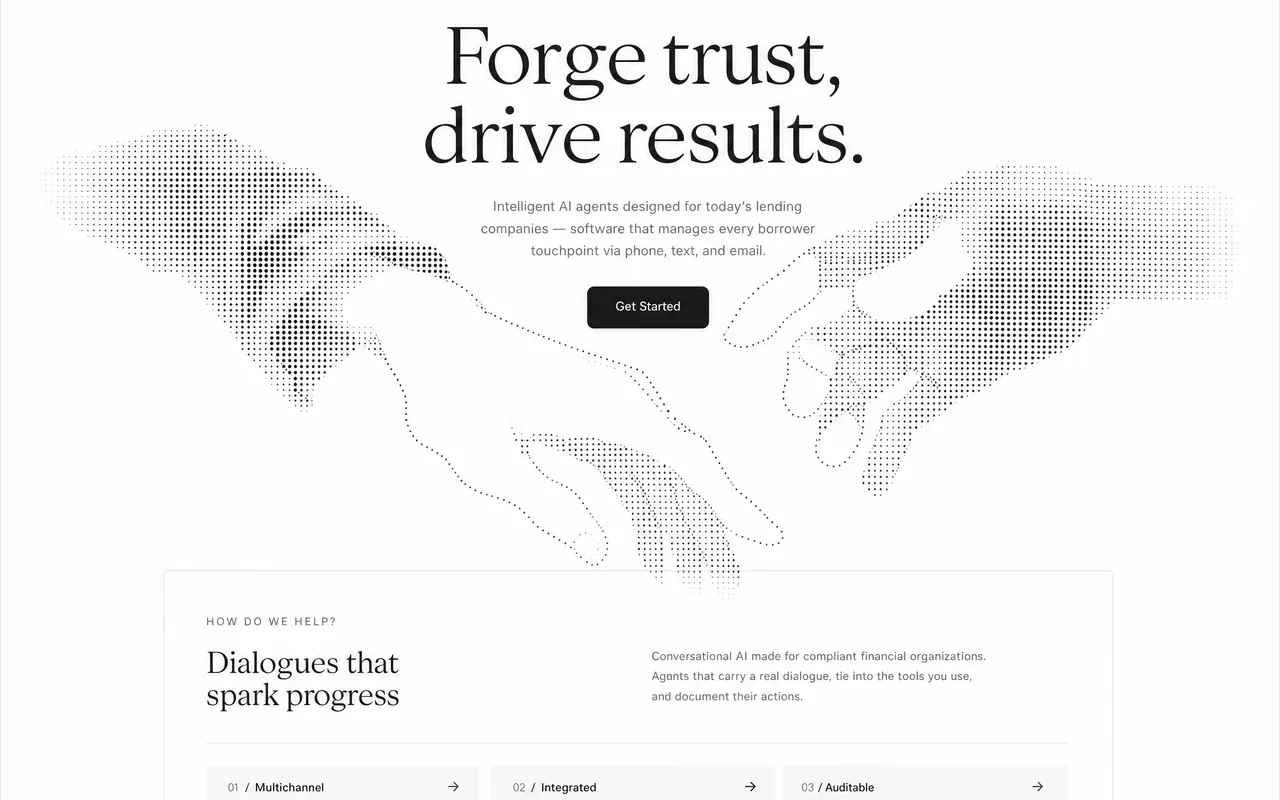 Forge trust,
drive results.
Intelligent AI agents designed for today's lending
companies — software that manages every borrower
touchpoint via phone, text, and email.
Get Started
HOW DO WE HELP?
Dialogues that
spark progress
Conversational AI made for compliant financial organizations.
Agents that carry a real dialogue, tie into the tools you use,
and document their actions.
01 / Multichannel →
02 / Integrated →
03 / Auditable →